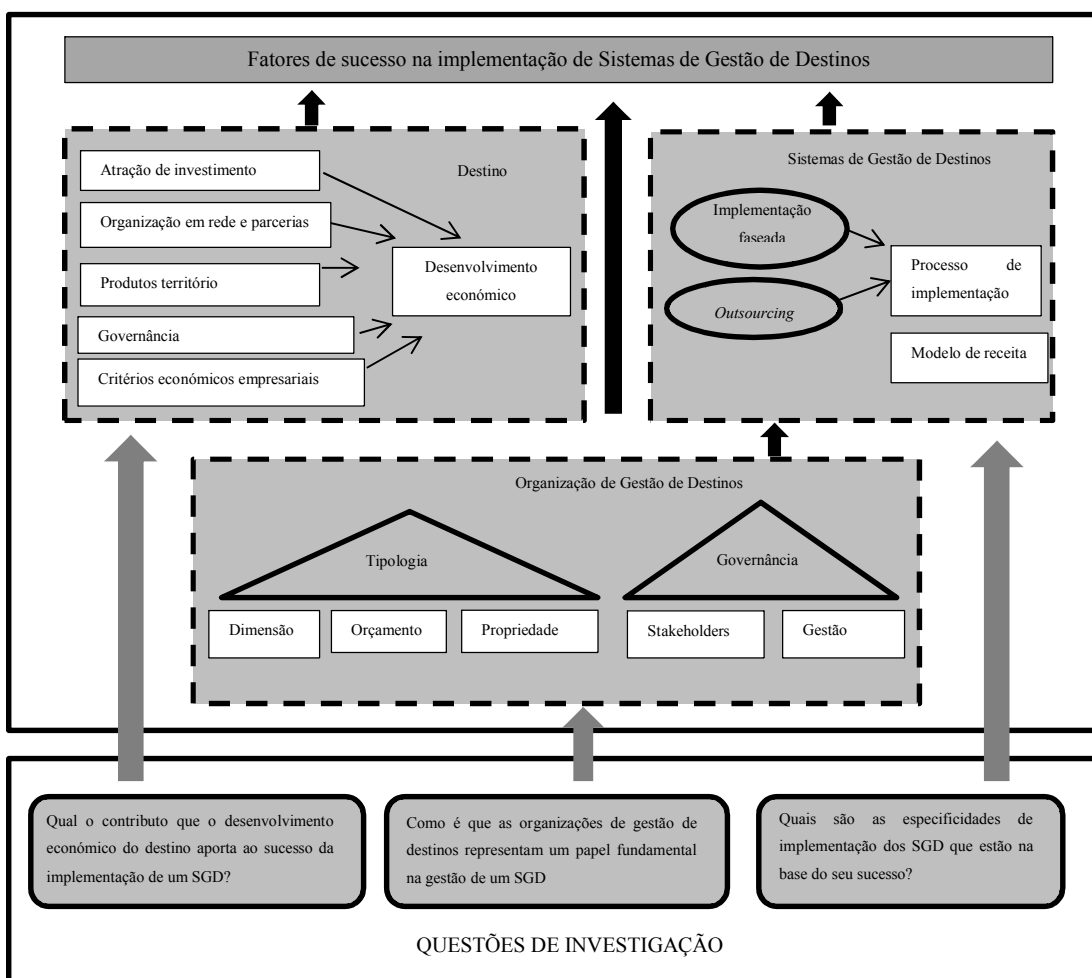 Fatores de sucesso na implementação de Sistemas de Gestão de Destinos
Destino
Atração de investimento
Organização em rede e parcerias
Produtos território
Governância
Critérios económicos empresariais
Desenvolvimento
económico
Sistemas de Gestão de Destinos
Implementação
faseada
Outsourcing
Processo de
implementação
Modelo de receita
Organização de Gestão de Destinos
Tipologia
Governância
Dimensão
Orçamento
Propriedade
Stakeholders
Gestão
Qual o contributo que o desenvolvimento
económico do destino aporta ao sucesso da
implementação de um SGD?
Como é que as organizações de gestão de
destinos representam um papel fundamental
na gestão de um SGD
Quais são as especificidades de
implementação dos SGD que estão na
base do seu sucesso?
QUESTÕES DE INVESTIGAÇÃO